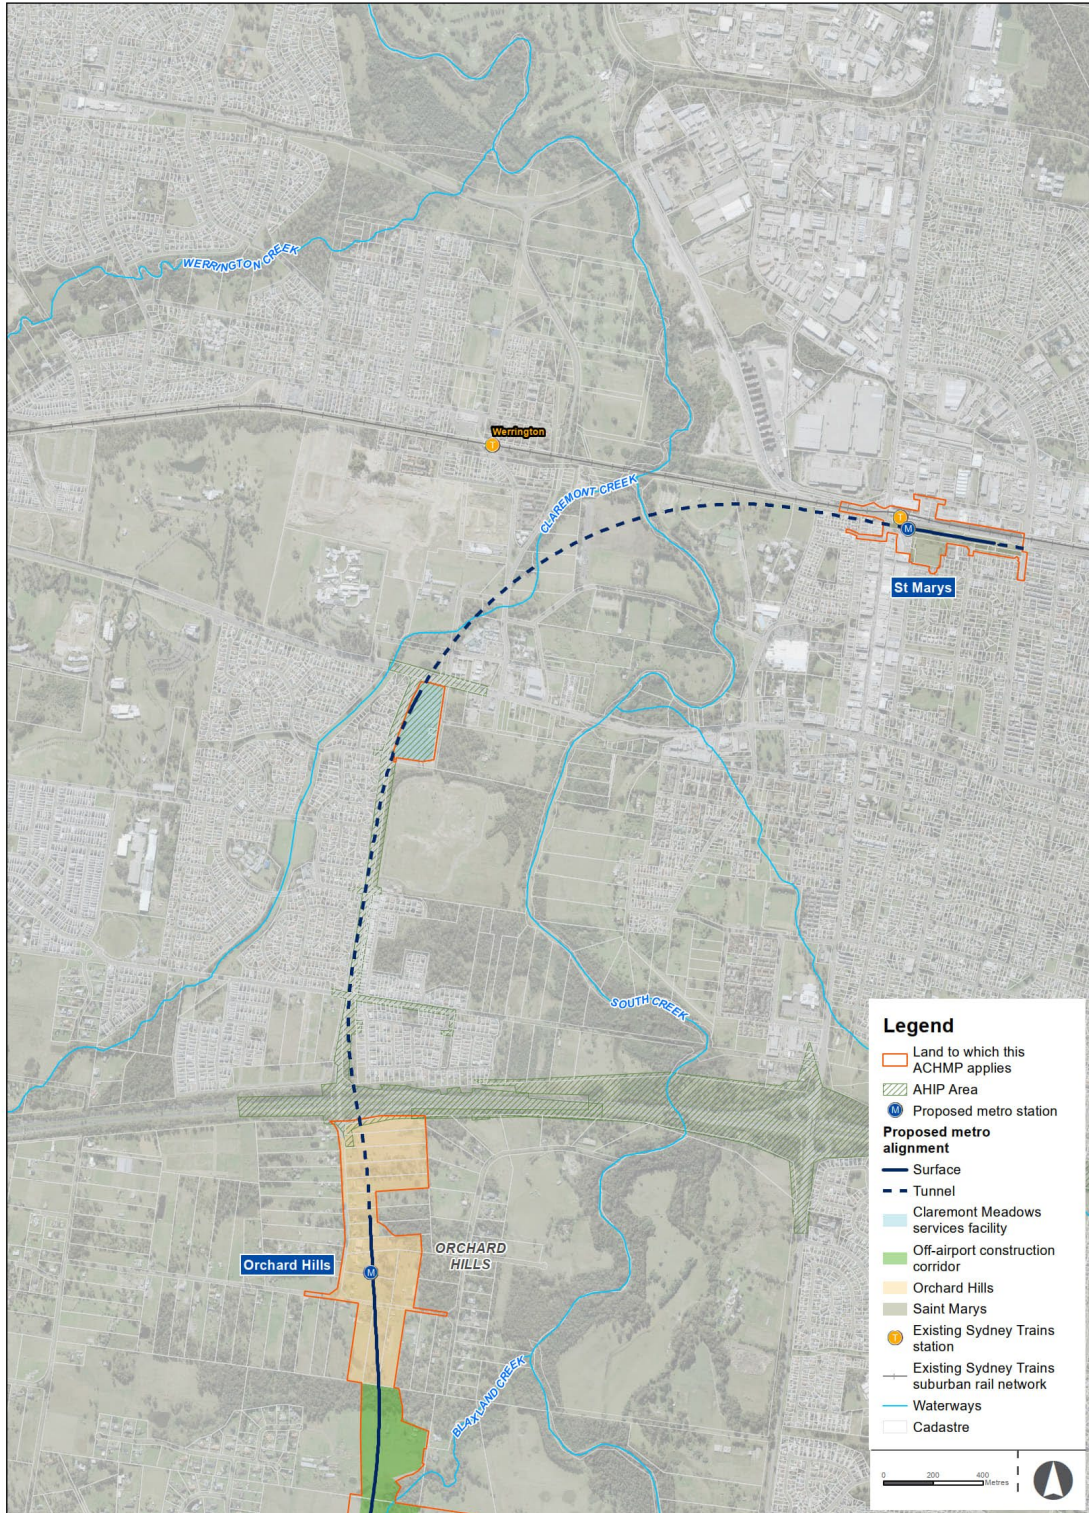 WERRINGTON CREEK
Werrington
T
CLAREMONT CREEK
T
M
St Marys
SOUTH CREEK
Orchard Hills
M
ORCHARD
HILLS
BLAXLAND CREEK
Legend
Land to which this
ACHMP applies
AHIP Area
M
Proposed metro station
Proposed metro
alignment
Surface
Tunnel
Claremont Meadows
services facility
Off-airport construction
corridor
Orchard Hills
Saint Marys
T
Existing Sydney Trains
station
Existing Sydney Trains
suburban rail network
Waterways
Cadastre
0 200 400
Metres